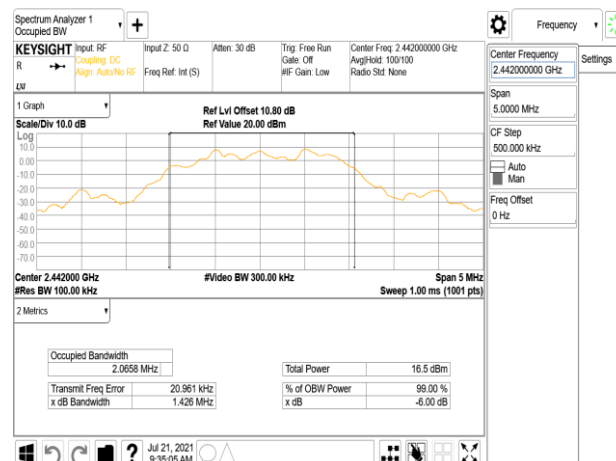 Spectrum Analyzer 1
Occupied BW
+
Frequency
KEYSIGHT
Input: RF
Coupling: DC
Align: Auto/No RF
Input Z: 50 Ω
Freq Ref: Int (S)
Atten: 30 dB
Trig: Free Run
Gate: Off
#IF Gain: Low
Center Freq: 2.442000000 GHz
Avg|Hold: 100/100
Radio Std: None
R
LXI
Center Frequency
2.442000000 GHz
Settings
Span
5.0000 MHz
CF Step
500.000 kHz
Auto
Man
Freq Offset
0 Hz
1 Graph
Ref Lvl Offset 10.80 dB
Scale/Div 10.0 dB
Ref Value 20.00 dBm
Log
10.0
0.00
-10.0
-20.0
-30.0
-40.0
-50.0
-60.0
-70.0
Center 2.442000 GHz
#Video BW 300.00 kHz
Span 5 MHz
#Res BW 100.00 kHz
Sweep 1.00 ms (1001 pts)
2 Metrics
Occupied Bandwidth
2.0658 MHz
Total Power 16.5 dBm
Transmit Freq Error 20.961 kHz
% of OBW Power 99.00 %
x dB Bandwidth 1.426 MHz
x dB -6.00 dB
?
Jul 21, 2021
9:35:05 AM